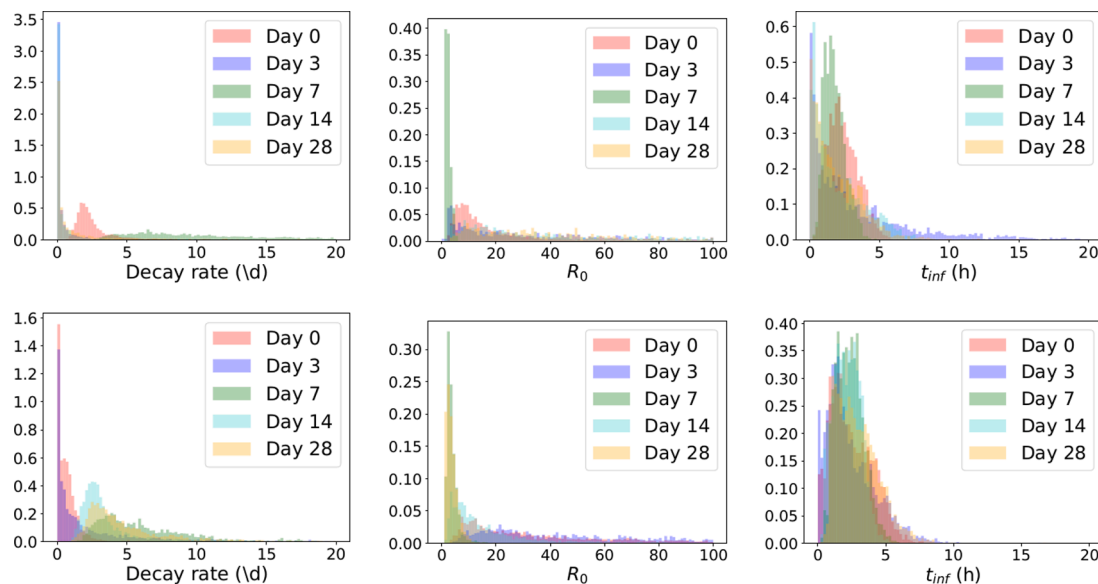 3.5
3.0
2.5
2.0
1.5
1.0
0.5
0.0
0 5 10 15 20
Decay rate (\d)
Day 0
Day 3
Day 7
Day 14
Day 28
0.40
0.35
0.30
0.25
0.20
0.15
0.10
0.05
0.00
0 20 40 60 80 100
R0
Day 0
Day 3
Day 7
Day 14
Day 28
0.6
0.5
0.4
0.3
0.2
0.1
0.0
0 5 10 15 20
tinf (h)
Day 0
Day 3
Day 7
Day 14
Day 28
1.6
1.4
1.2
1.0
0.8
0.6
0.4
0.2
0.0
0 5 10 15 20
Decay rate (\d)
Day 0
Day 3
Day 7
Day 14
Day 28
0.30
0.25
0.20
0.15
0.10
0.05
0.00
0 20 40 60 80 100
R0
Day 0
Day 3
Day 7
Day 14
Day 28
0.40
0.35
0.30
0.25
0.20
0.15
0.10
0.05
0.00
0 5 10 15 20
tinf (h)
Day 0
Day 3
Day 7
Day 14
Day 28